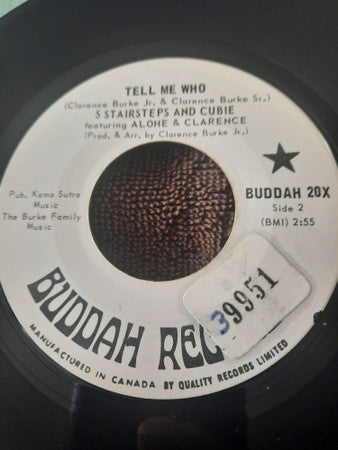 TELL ME WHO
(Clarence Burke Jr. & Clarence Burke Sr.)
5 STAIRSTEPS AND CUBIE
featuring ALOHE & CLARENCE
(Prod. & Arr. by Clarence Burke Jr.)
Pub. Kama Sutra
Music
The Burke Family
Music
BUDDAH 20X
Side 2
(BMI) 2:55
39951
BUDDAH REC
MANUFACTURED IN CANADA BY QUALITY RECORDS LIMITED